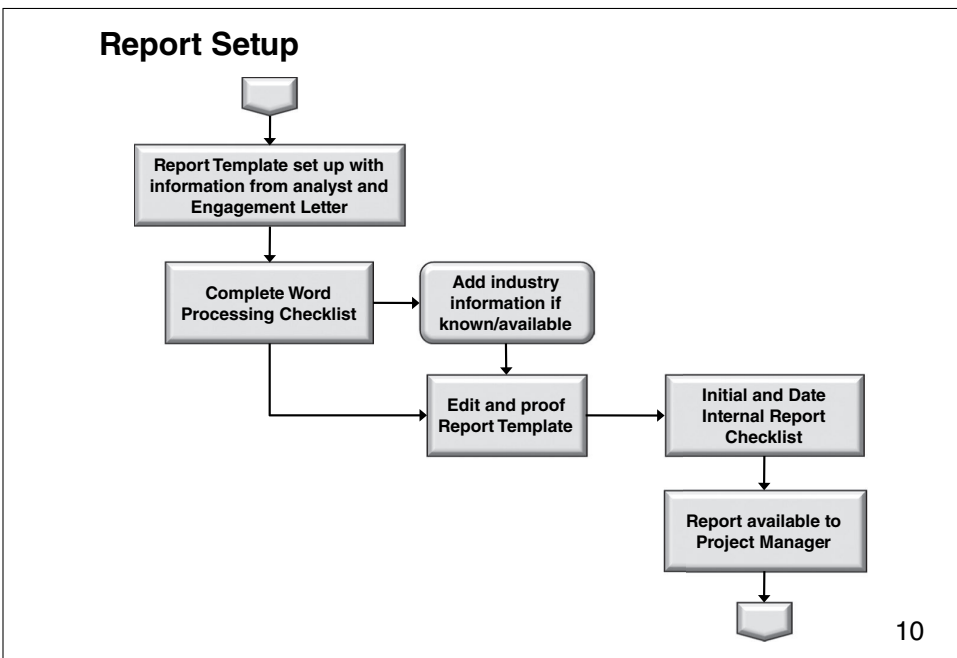 Report Setup
Report Template set up with
information from analyst and
Engagement Letter
Complete Word
Processing Checklist
Add industry
information if
known/available
Edit and proof
Report Template
Initial and Date
Internal Report
Checklist
Report available to
Project Manager
10